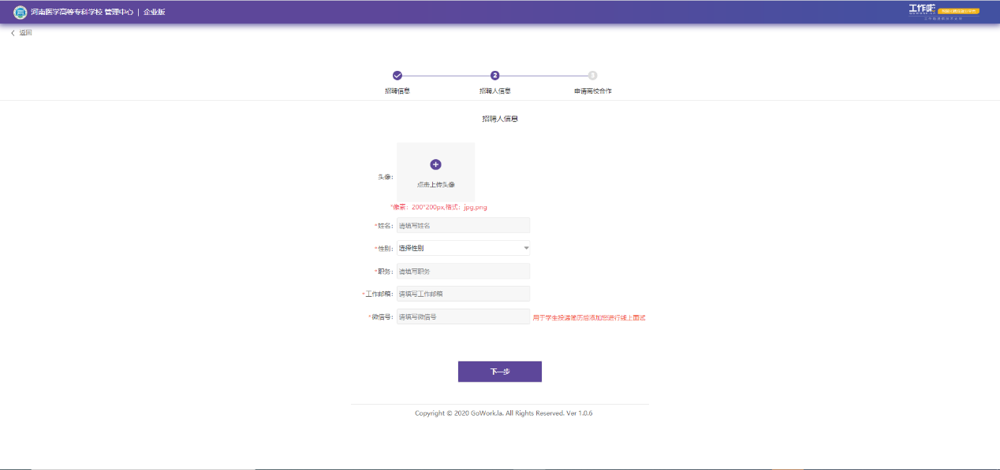 河南医学高等专科学校 管理中心 | 企业版
工作啦
GOWORK.LA
返回
2
3
招聘信息
招聘人信息
申请高校合作
招聘人信息
头像:
点击上传头像
*像素: 200*200px,格式: jpg,png
*姓名: 请填写姓名
*性别: 选择性别
*职务: 请填写职务
*工作邮箱: 请填写工作邮箱
*微信号: 请填写微信号 用于学生投递简历后添加您进行线上面试
下一步
Copyright © 2020 GoWork.la. All Rights Reserved. Ver 1.0.6